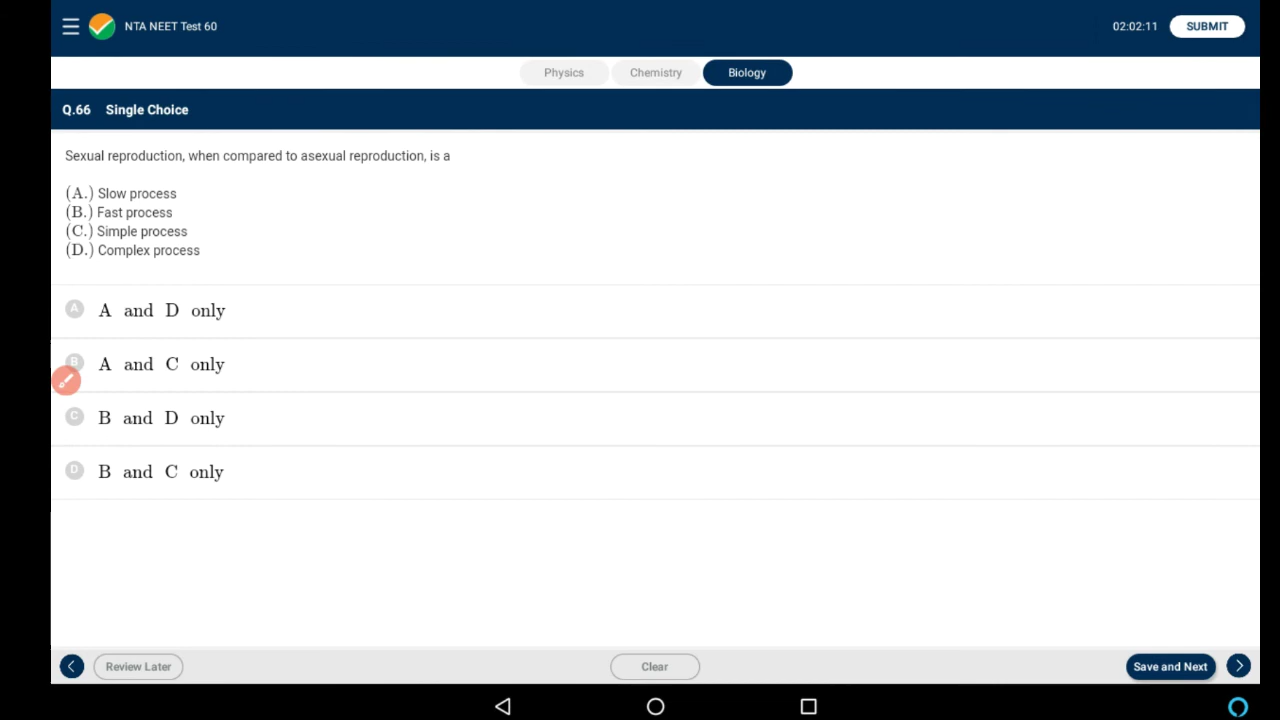 NTA NEET Test 60
02:02:11
SUBMIT
Physics
Chemistry
Biology
Q.66 Single Choice
Sexual reproduction, when compared to asexual reproduction, is a
(A.) Slow process
(B.) Fast process
(C.) Simple process
(D.) Complex process
A A and D only
B A and C only
C B and D only
D B and C only
Review Later
Clear
Save and Next